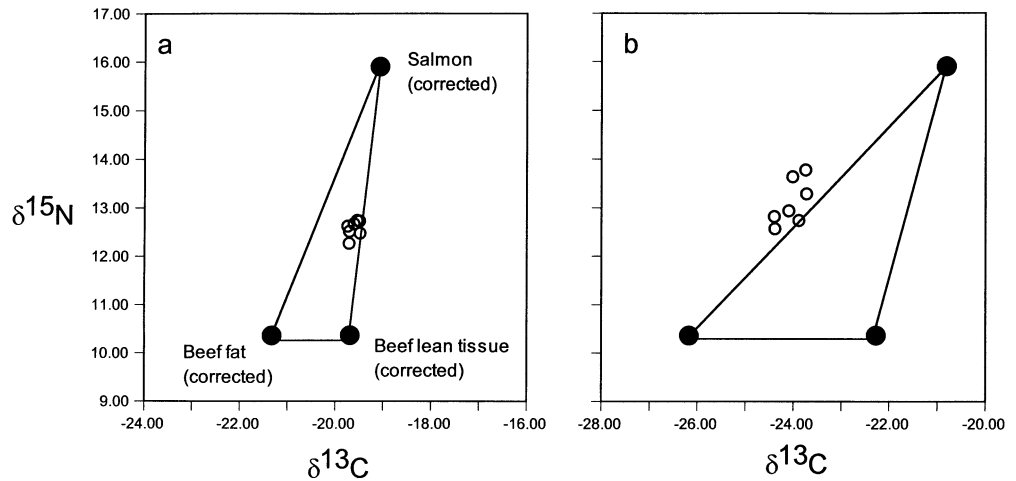 17.00
16.00
15.00
14.00
13.00
12.00
11.00
10.00
9.00
δ15N
a
Salmon
(corrected)
Beef fat
(corrected)
Beef lean tissue
(corrected)
-24.00 -22.00 -20.00 -18.00 -16.00
δ13C
b
-28.00 -26.00 -24.00 -22.00 -20.00
δ13C